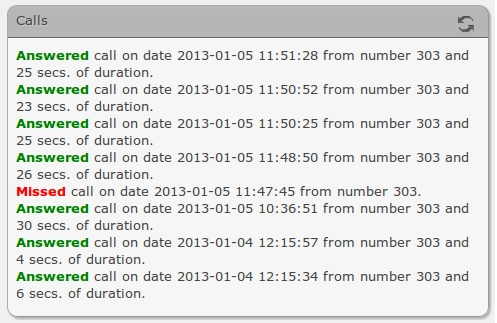 Calls
Answered call on date 2013-01-05 11:51:28 from number 303 and
25 secs. of duration.
Answered call on date 2013-01-05 11:50:52 from number 303 and
23 secs. of duration.
Answered call on date 2013-01-05 11:50:25 from number 303 and
25 secs. of duration.
Answered call on date 2013-01-05 11:48:50 from number 303 and
26 secs. of duration.
Missed call on date 2013-01-05 11:47:45 from number 303.
Answered call on date 2013-01-05 10:36:51 from number 303 and
30 secs. of duration.
Answered call on date 2013-01-04 12:15:57 from number 303 and
4 secs. of duration.
Answered call on date 2013-01-04 12:15:34 from number 303 and
6 secs. of duration.